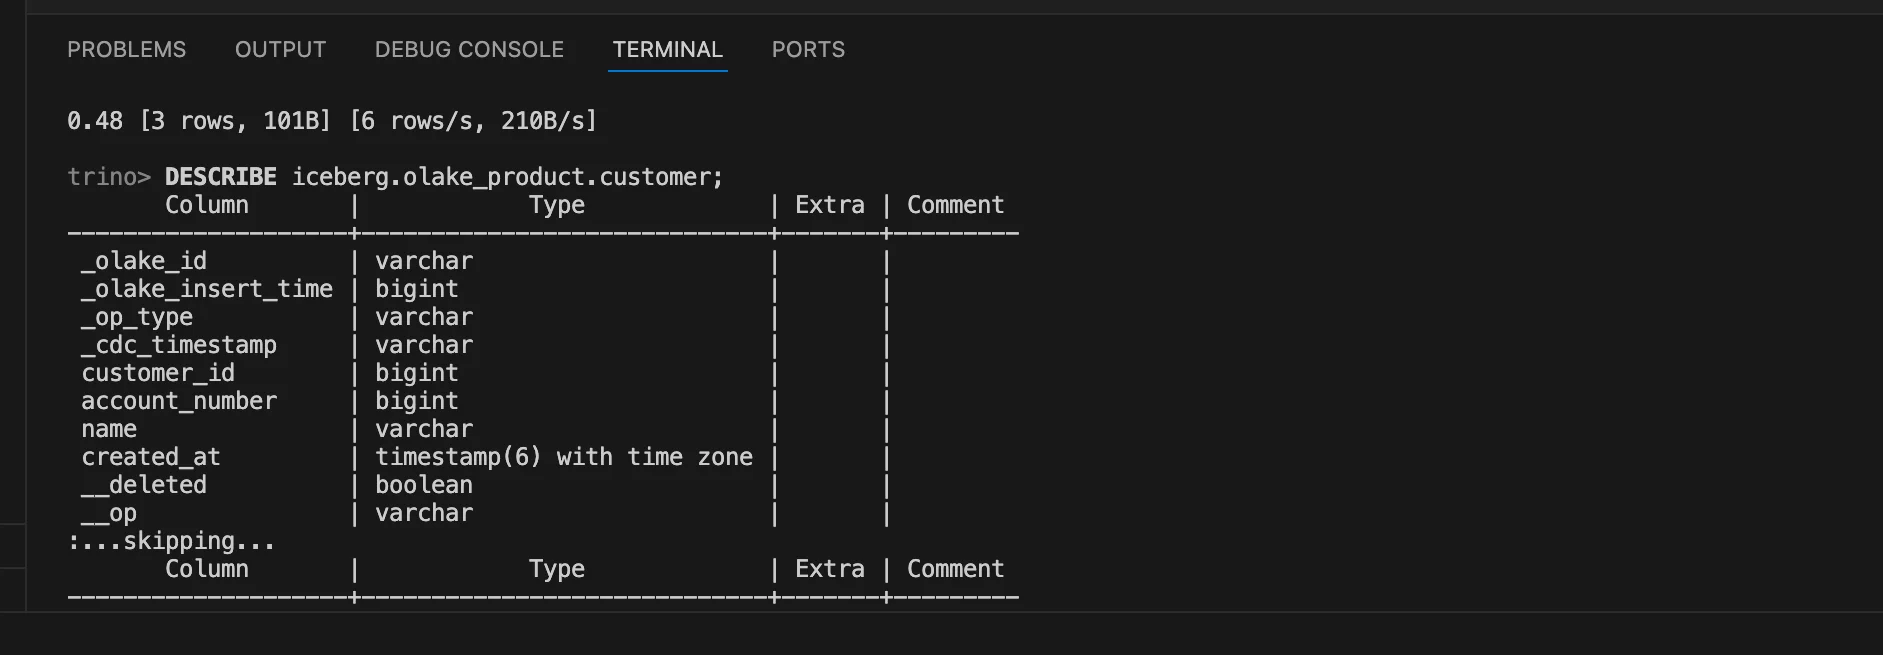 PROBLEMS OUTPUT DEBUG CONSOLE TERMINAL PORTS
0.48 [3 rows, 101B] [6 rows/s, 210B/s]
trino> DESCRIBE iceberg.olake_product.customer;
       Column       |            Type             | Extra | Comment
--------------------+-----------------------------+-------+---------
 _olake_id          | varchar                     |       |
 _olake_insert_time | bigint                      |       |
 _op_type           | varchar                     |       |
 _cdc_timestamp     | varchar                     |       |
 customer_id        | bigint                      |       |
 account_number     | bigint                      |       |
 name               | varchar                     |       |
 created_at         | timestamp(6) with time zone |       |
 __deleted          | boolean                     |       |
 __op               | varchar                     |       |
:...skipping...
       Column       |            Type             | Extra | Comment
--------------------+-----------------------------+-------+---------